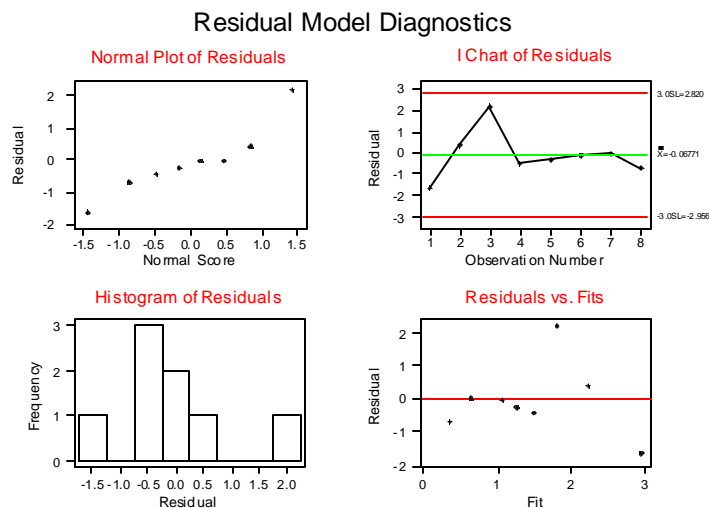 Residual Model Diagnostics
Normal Plot of Residuals
2
1
0
-1
-2
Residual
-1.5 -1.0 -0.5 0.0 0.5 1.0 1.5
Normal Score
I Chart of Residuals
3
2
1
0
-1
-2
-3
Residual
3.0SL=2.820
X=-0.06771
-3.0SL=-2.956
1 2 3 4 5 6 7 8
Observation Number
Histogram of Residuals
3
2
1
0
Frequency
-1.5 -1.0 -0.5 0.0 0.5 1.0 1.5 2.0
Residual
Residuals vs. Fits
2
1
0
-1
-2
Residual
0 1 2 3
Fit